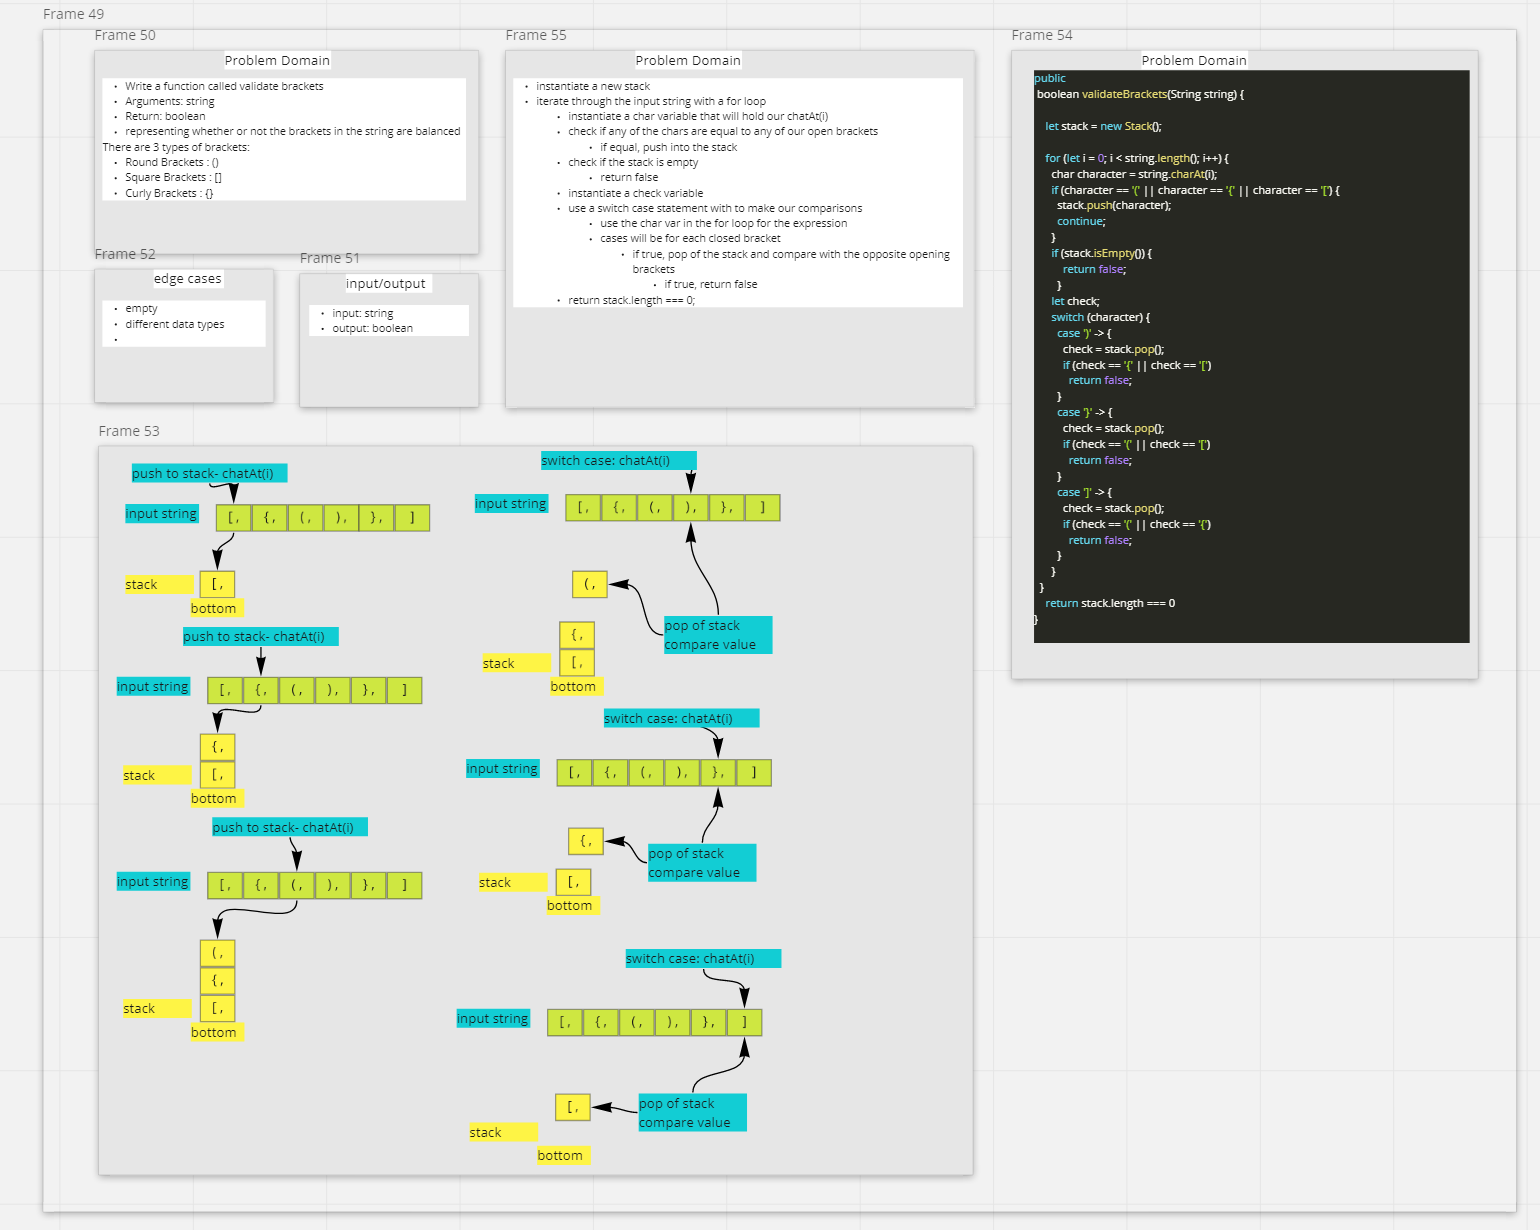 Frame 49
Frame 50
Problem Domain
• Write a function called validate brackets
• Arguments: string
• Return: boolean
• representing whether or not the brackets in the string are balanced
There are 3 types of brackets:
• Round Brackets : ()
• Square Brackets : []
• Curly Brackets : {}
Frame 52
edge cases
• empty
• different data types
•
Frame 51
input/output
• input: string
• output: boolean
Frame 55
Problem Domain
• instantiate a new stack
• iterate through the input string with a for loop
• instantiate a char variable that will hold our chatAt(i)
• check if any of the chars are equal to any of our open brackets
• if equal, push into the stack
• check if the stack is empty
• return false
• instantiate a check variable
• use a switch case statement with to make our comparisons
• use the char var in the for loop for the expression
• cases will be for each closed bracket
• if true, pop of the stack and compare with the opposite opening
brackets
• if true, return false
• return stack.length === 0;
Frame 54
Problem Domain
public
boolean validateBrackets(String string) {
let stack = new Stack();
for (let i = 0; i < string.length(); i++) {
char character = string.charAt(i);
if (character == '(' || character == '{' || character == '[') {
stack.push(character);
continue;
}
if (stack.isEmpty()) {
return false;
}
let check;
switch (character) {
case ')' -> {
check = stack.pop();
if (check == '{' || check == '[')
return false;
}
case '}' -> {
check = stack.pop();
if (check == '(' || check == '[')
return false;
}
case ']' -> {
check = stack.pop();
if (check == '(' || check == '{')
return false;
}
}
}
return stack.length === 0
}
Frame 53
push to stack- chatAt(i)
input string
[, {, (, ), }, ]
stack
[,
bottom
push to stack- chatAt(i)
input string
[, {, (, ), }, ]
{,
stack
[,
bottom
push to stack- chatAt(i)
input string
[, {, (, ), }, ]
(,
{,
stack
[,
bottom
switch case: chatAt(i)
input string
[, {, (, ), }, ]
(,
pop of stack
compare value
{,
stack
[,
bottom
switch case: chatAt(i)
input string
[, {, (, ), }, ]
{,
pop of stack
compare value
stack
[,
bottom
switch case: chatAt(i)
input string
[, {, (, ), }, ]
[,
pop of stack
compare value
stack
bottom